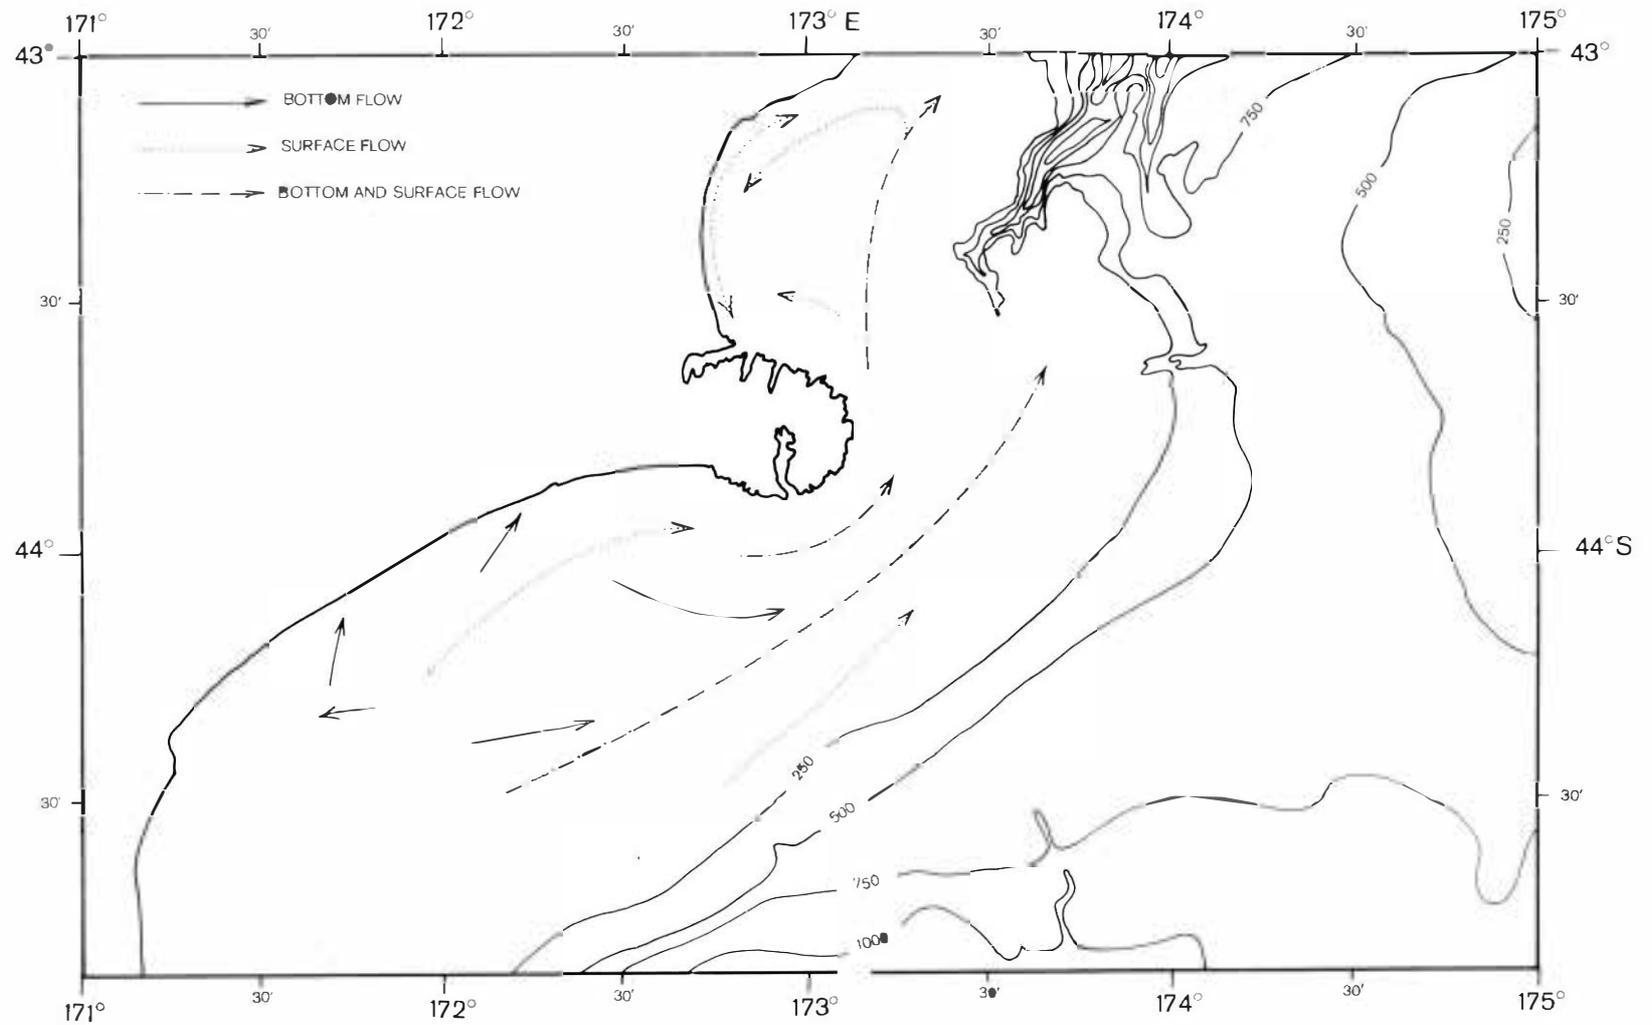 171° 172° 173° E 174° 175°
30' 30' 30' 30'
43° 43°
BOTTOM FLOW
SURFACE FLOW
BOTTOM AND SURFACE FLOW
750
500
250
30' 30'
44° 44° S
250
30' 30'
500
750
1000
30' 30' 30' 30'
171° 172° 173° 174° 175°